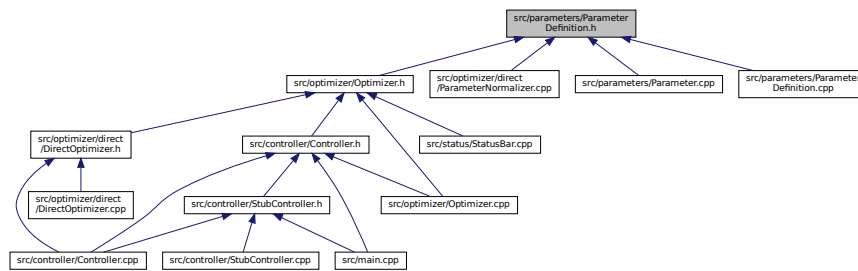 src/parameters/Parameter
Definition.h
src/optimizer/Optimizer.h
src/optimizer/direct
/ParameterNormalizer.cpp
src/parameters/Parameter.cpp
src/parameters/Parameter
Definition.cpp
src/optimizer/direct
/DirectOptimizer.h
src/controller/Controller.h
src/status/StatusBar.cpp
src/optimizer/direct
/DirectOptimizer.cpp
src/controller/StubController.h
src/optimizer/Optimizer.cpp
src/controller/Controller.cpp
src/controller/StubController.cpp
src/main.cpp